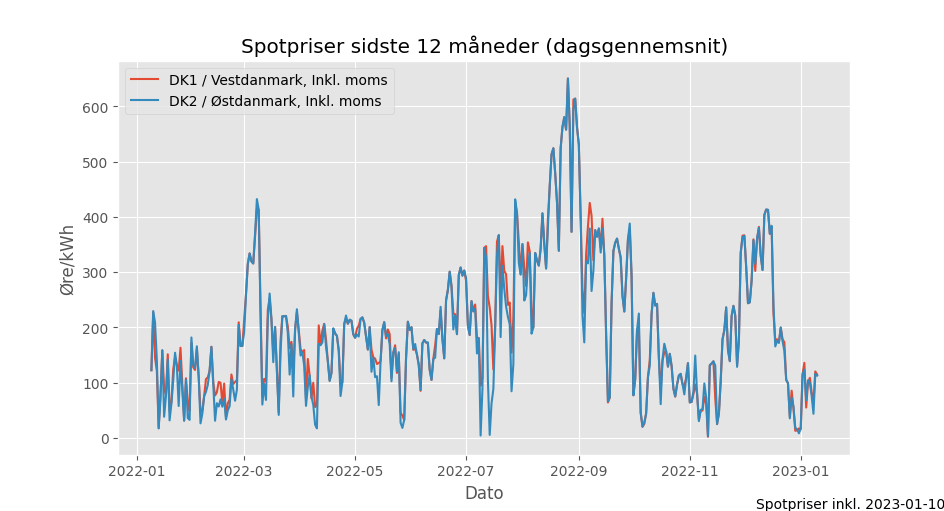 Spotpriser sidste 12 måneder (dagsgennemsnit)
DK1 / Vestdanmark, Inkl. moms
DK2 / Østdanmark, Inkl. moms
600
500
400
300
200
100
0
Øre/kWh
2022-01 2022-03 2022-05 2022-07 2022-09 2022-11 2023-01
Dato
Spotpriser inkl. 2023-01-10